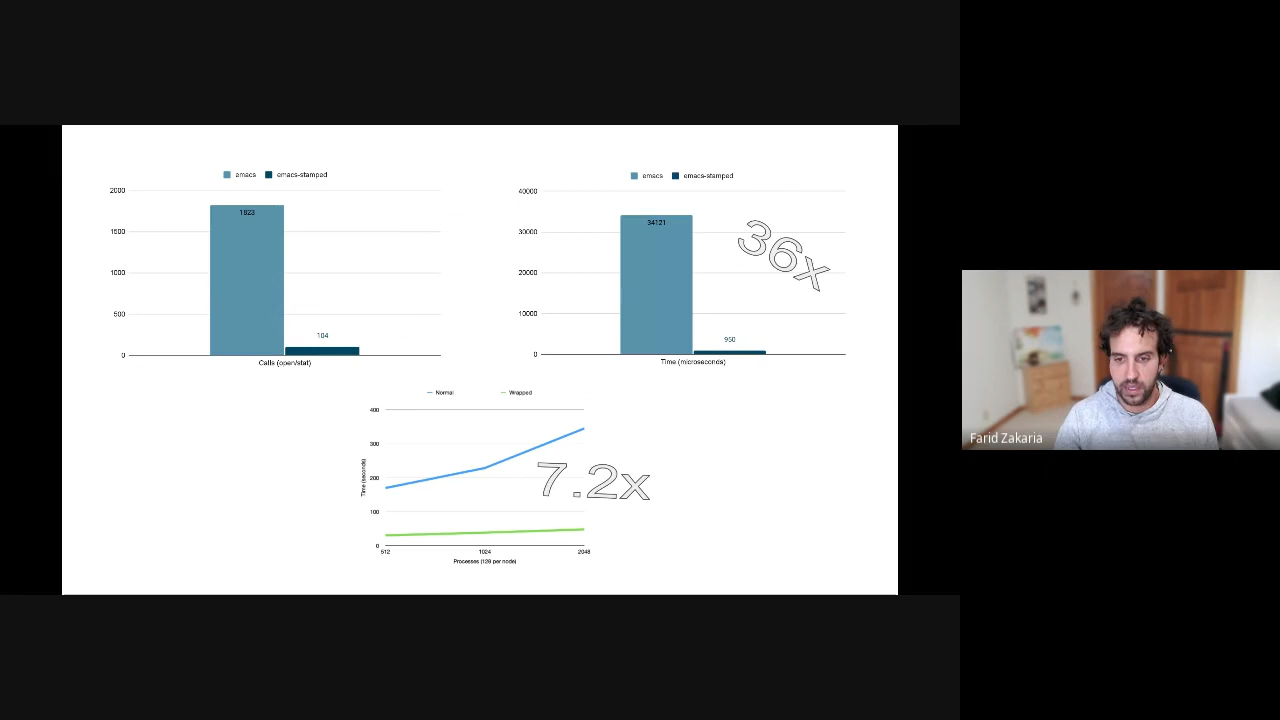 emacs emacs-stamped
2000
1500
1000
500
0
1823
104
Calls (open/stat)
emacs emacs-stamped
40000
30000
20000
10000
0
34121
950
36x
Time (microseconds)
Normal Wrapped
400
300
200
100
0
Time (seconds)
7.2x
512 1024 2048
Processes (128 per node)
Farid Zakaria